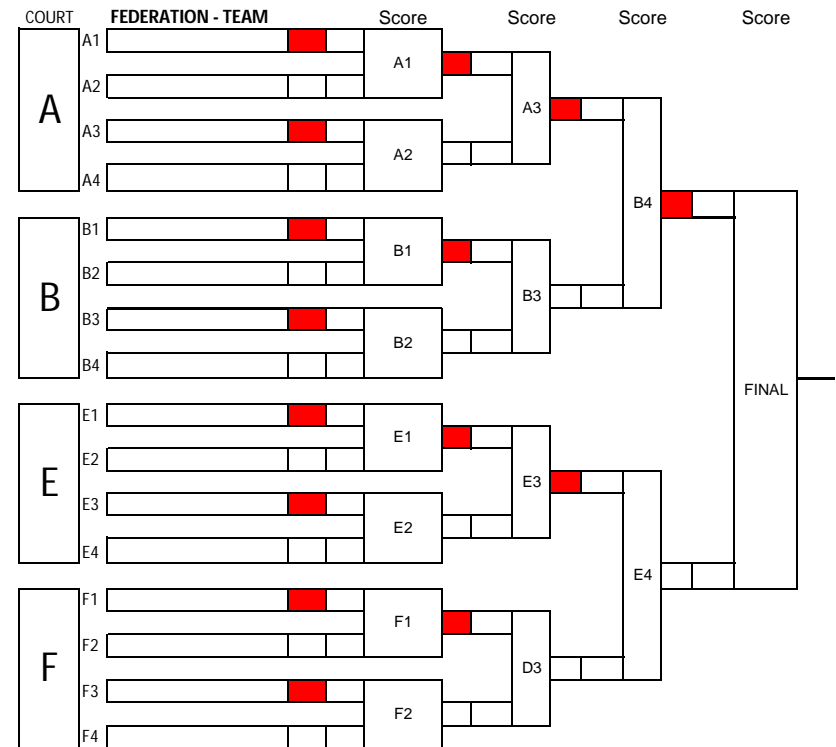 COURT FEDERATION - TEAM Score Score Score Score
A1
A1
A2
A3
A
A3
A2
A4
B4
B1
B1
B2
B
B3
B3
B2
B4
FINAL
E1
E1
E2
E
E3
E3
E2
E4
E4
F1
F1
F2
F
D3
F3
F2
F4